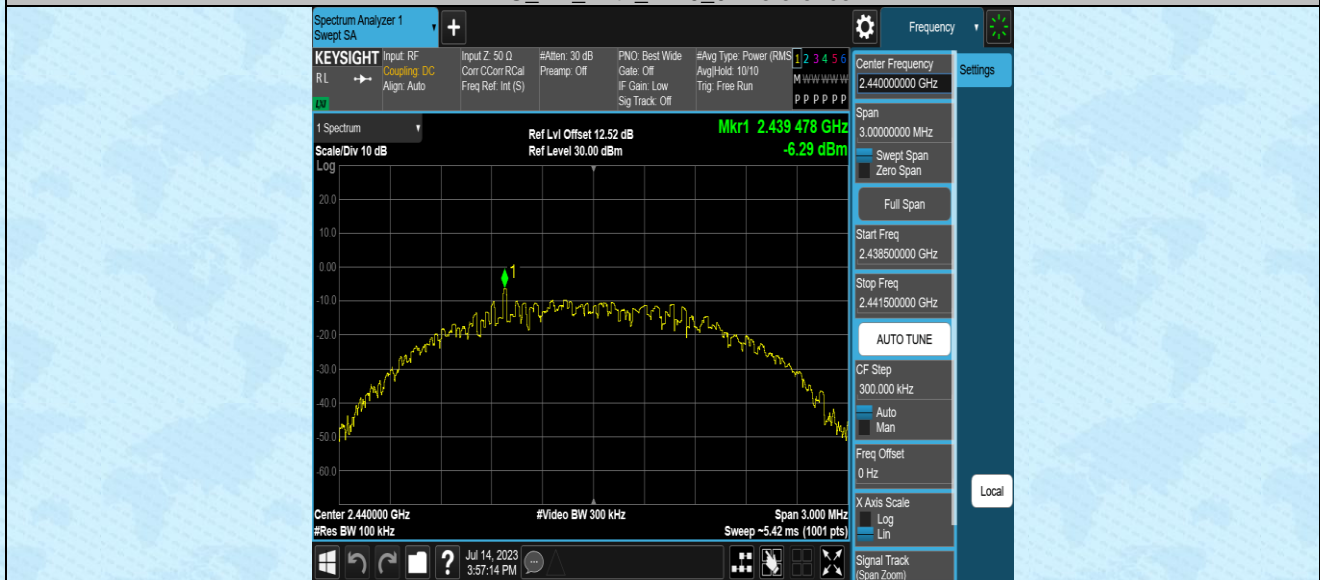 Spectrum Analyzer 1
Swept SA
+
Frequency
KEYSIGHT
RL
LXI
Input: RF
Coupling: DC
Align: Auto
Input Z: 50 Ω
Corr CCorr RCal
Freq Ref: Int (S)
#Atten: 30 dB
Preamp: Off
PNO: Best Wide
Gate: Off
IF Gain: Low
Sig Track: Off
#Avg Type: Power (RMS
Avg|Hold: 10/10
Trig: Free Run
1 2 3 4 5 6
M W W W W W
P P P P P P
1 Spectrum
Scale/Div 10 dB
Ref Lvl Offset 12.52 dB
Ref Level 30.00 dBm
Mkr1 2.439 478 GHz
-6.29 dBm
Log
20.0
10.0
0.00
-10.0
-20.0
-30.0
-40.0
-50.0
-60.0
1
Center 2.440000 GHz
#Res BW 100 kHz
#Video BW 300 kHz
Span 3.000 MHz
Sweep ~5.42 ms (1001 pts)
Jul 14, 2023
3:57:14 PM
Center Frequency
2.440000000 GHz
Settings
Span
3.00000000 MHz
Swept Span
Zero Span
Full Span
Start Freq
2.438500000 GHz
Stop Freq
2.441500000 GHz
AUTO TUNE
CF Step
300.000 kHz
Auto
Man
Freq Offset
0 Hz
Local
X Axis Scale
Log
Lin
Signal Track
(Span Zoom)